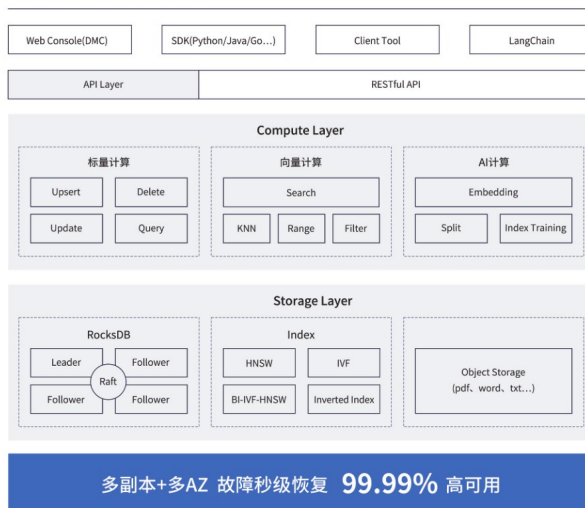 Web Console(DMC)
SDK(Python/Java/Go...)
Client Tool
LangChain
API Layer
RESTful API
Compute Layer
标量计算
向量计算
AI计算
Upsert
Delete
Search
Embedding
Update
Query
KNN
Range
Filter
Split
Index Training
Storage Layer
RocksDB
Index
Leader
Follower
HNSW
IVF
Raft
Object Storage
(pdf、word、txt...)
Follower
Follower
BI-IVF-HNSW
Inverted Index
多副本+多AZ 故障秒级恢复 99.99% 高可用